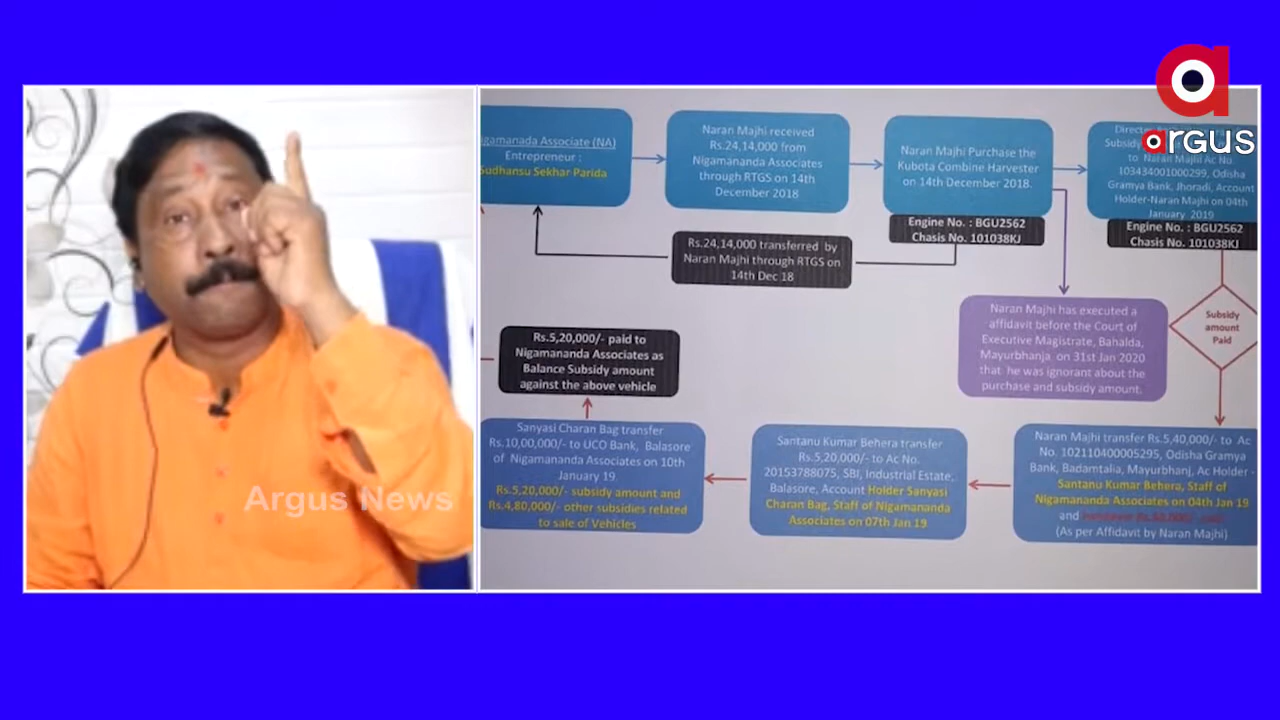 argus
Nigamananda Associate (NA)
Entrepreneur :
Sudhansu Sekhar Parida
Naran Majhi received
Rs.24,14,000 from
Nigamananda Associates
through RTGS on 14th
December 2018
Naran Majhi Purchase the
Kubota Combine Harvester
on 14th December 2018.
Engine No. : BGU2562
Chasis No. 101038KJ
Subsidy
to Naran Majhi Ac No.
103434001000299, Odisha
Gramya Bank, Jhoradi, Account
Holder-Naran Majhi on 04th
January 2019
Engine No. : BGU2562
Chasis No. 101038KJ
Rs.24,14,000 transferred by
Naran Majhi through RTGS on
14th Dec 18
Naran Majhi has executed a
affidavit before the Court of
Executive Magistrate, Bahalda,
Mayurbhanja on 31st Jan 2020
that he was ignorant about the
purchase and subsidy amount.
Subsidy
amount
Paid
Rs.5,20,000/- paid to
Nigamananda Associates as
Balance Subsidy amount
against the above vehicle
Sanyasi Charan Bag transfer
Rs.10,00,000/- to UCO Bank, Balasore
of Nigamananda Associates on 10th
January 19.
Rs.5,20,000/- subsidy amount and
Rs.4,80,000/- other subsidies related
to sale of Vehicles
Santanu Kumar Behera transfer
Rs.5,20,000/- to Ac No.
20153788075, SBI, Industrial Estate,
Balasore, Account Holder Sanyasi
Charan Bag, Staff of Nigamananda
Associates on 07th Jan 19
Naran Majhi transfer Rs.5,40,000/- to Ac
No. 102110400005295, Odisha Gramya
Bank, Badamtalia, Mayurbhanj, Ac Holder -
Santanu Kumar Behera, Staff of
Nigamananda Associates on 04th Jan 19
and
(As per Affidavit by Naran Majhi)
Argus News